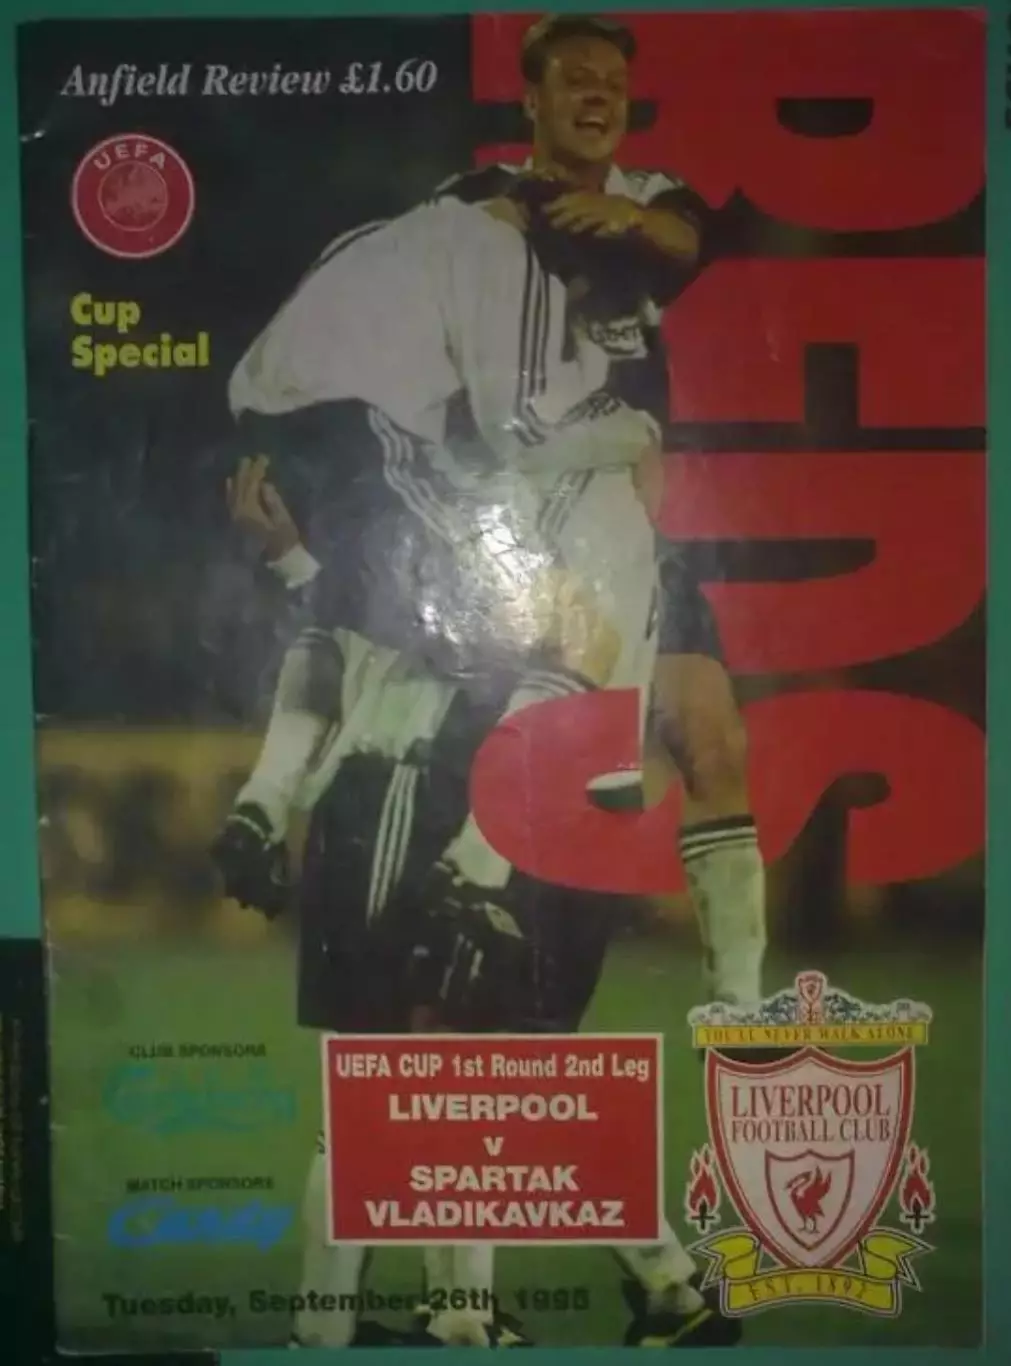 Anfield Review £1.60
REDS
UEFA
Cup
Special
CLUB SPONSORS
Carlsberg
MATCH SPONSORS
Candy
UEFA CUP 1st Round 2nd Leg
LIVERPOOL
v
SPARTAK
VLADIKAVKAZ
YOU'LL NEVER WALK ALONE
LIVERPOOL
FOOTBALL CLUB
EST. 1892
Tuesday, September 26th 1995